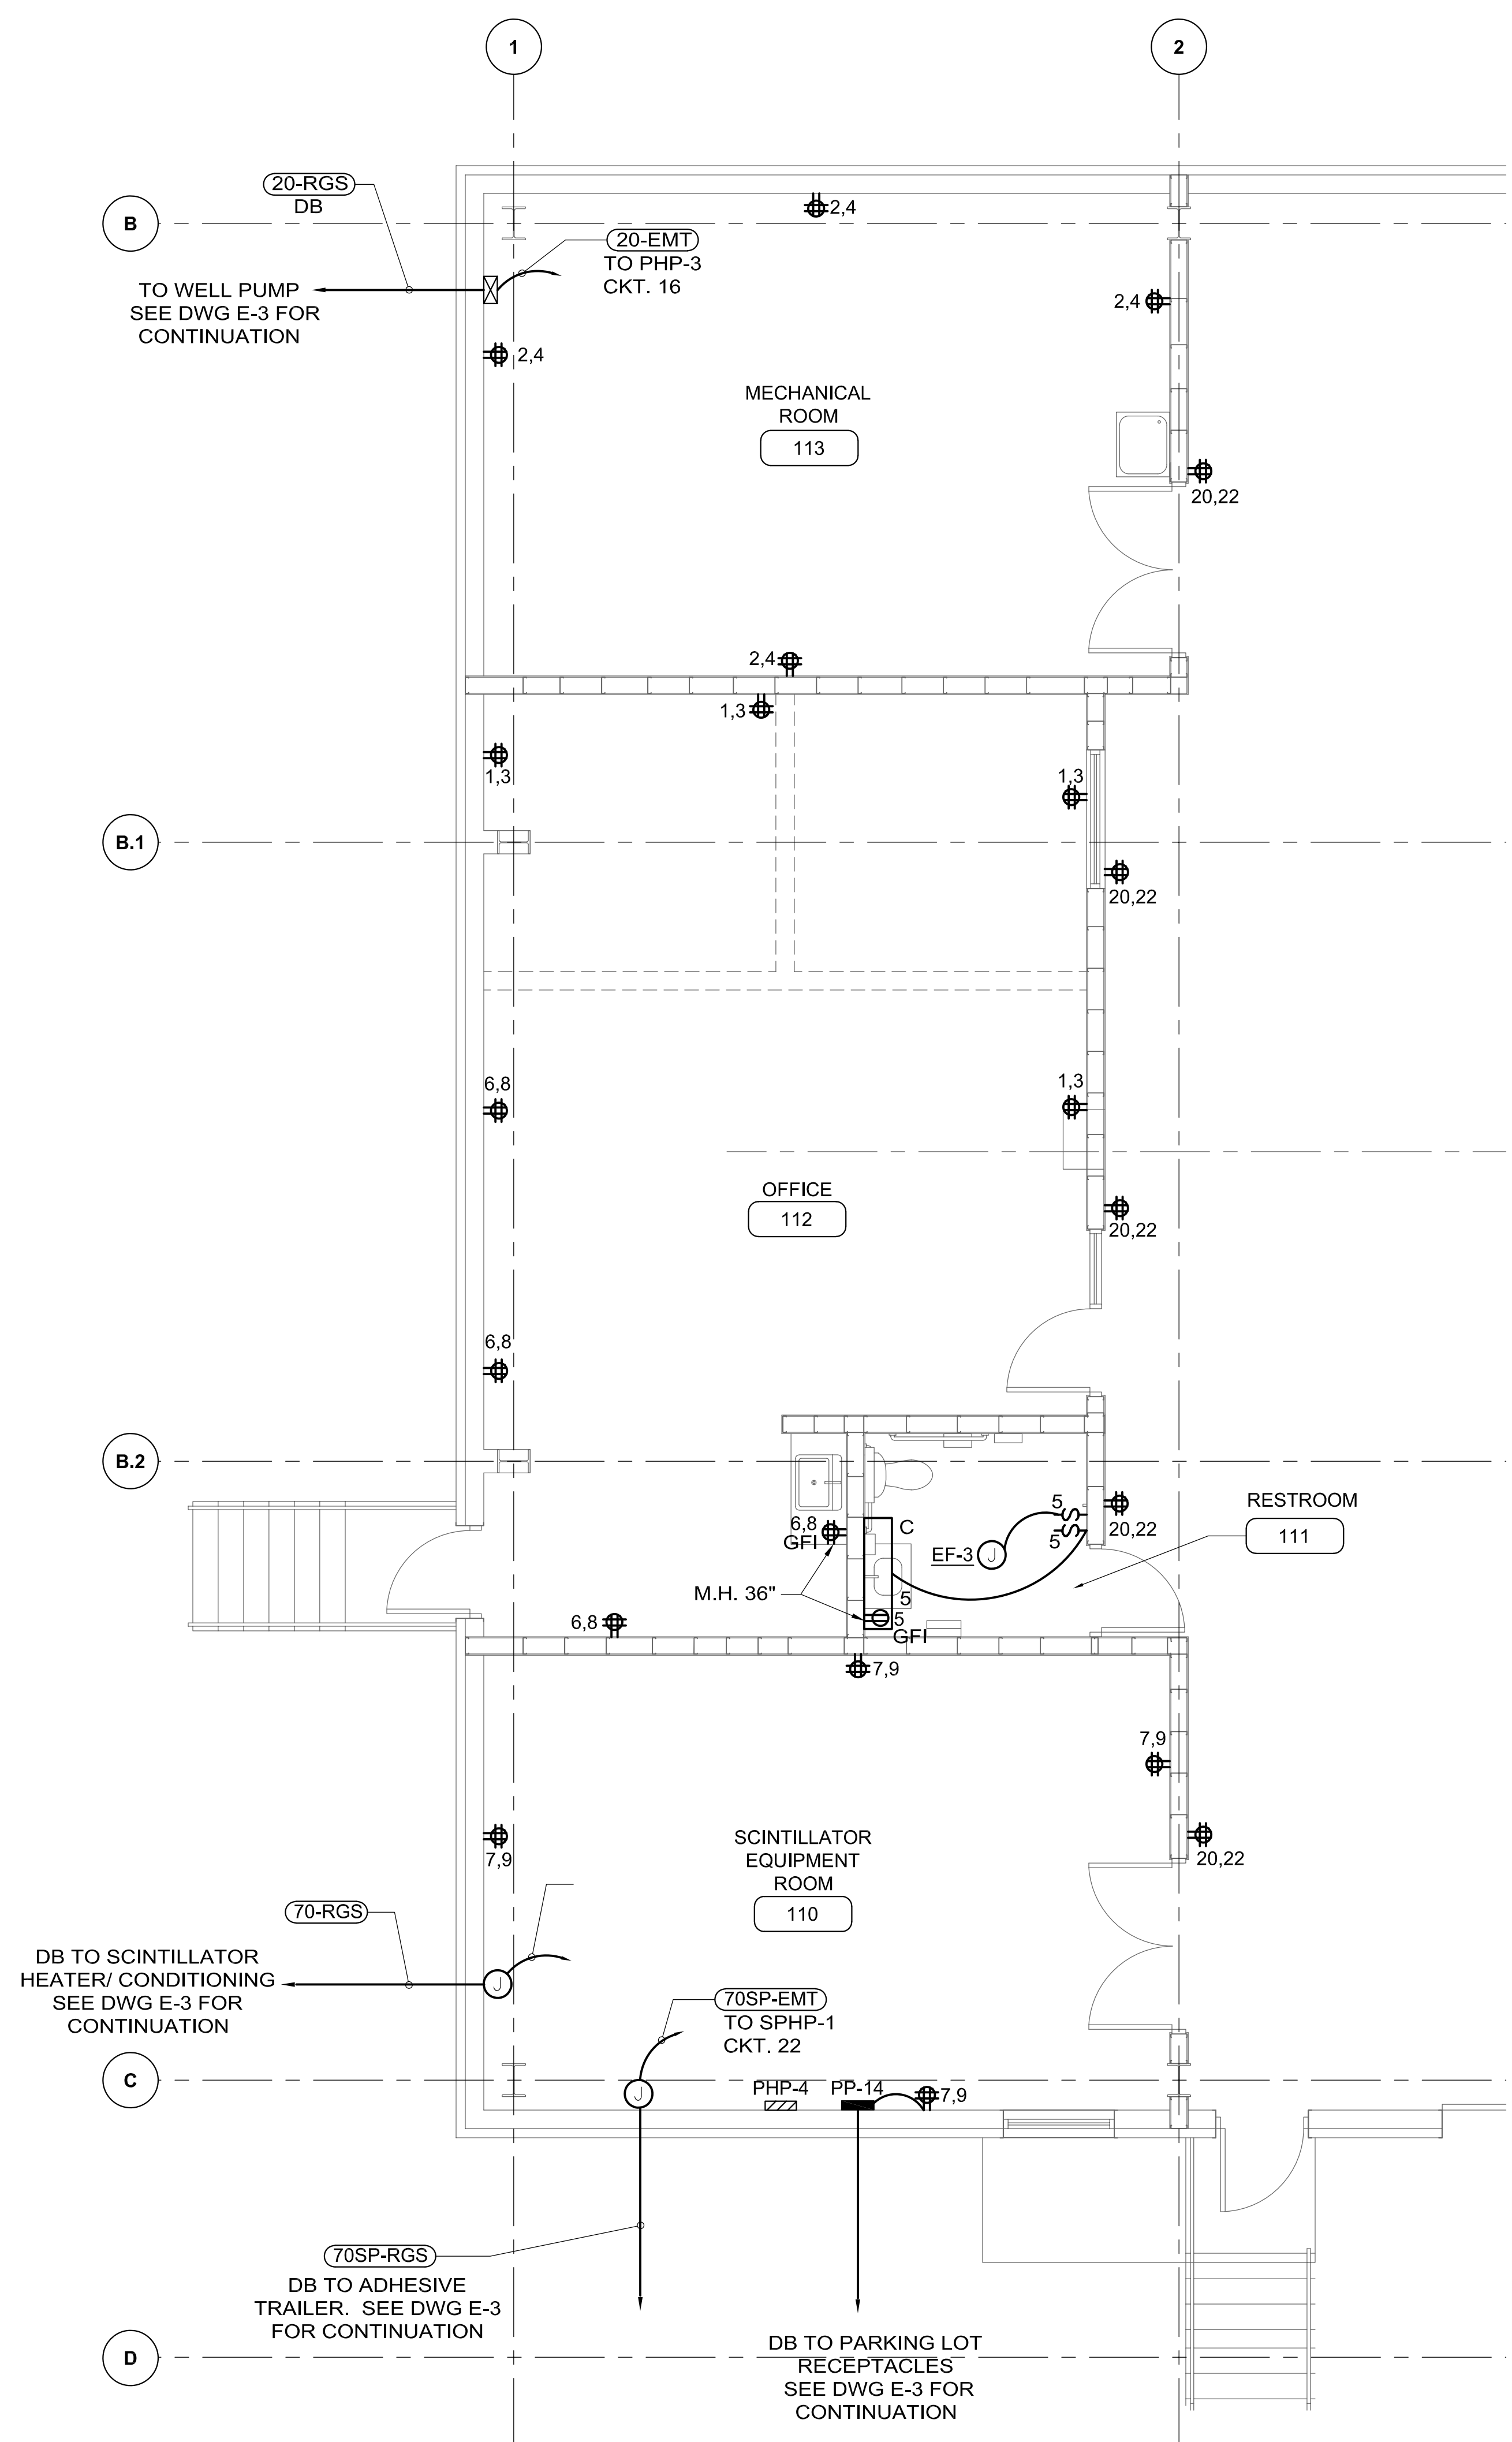 1
2
20-RGS
DB
B
2,4
20-EMT
TO PHP-3
CKT. 16
TO WELL PUMP
SEE DWG E-3 FOR
CONTINUATION
2,4
2,4
MECHANICAL
ROOM
113
20,22
2,4
1,3
1,3
1,3
B.1
20,22
6,8
1,3
OFFICE
112
20,22
6,8
B.2
RESTROOM
111
5
5
20,22
6,8
GFI
C
EF-3
J
M.H. 36"
5
5
GFI
6,8
7,9
7,9
7,9
20,22
SCINTILLATOR
EQUIPMENT
ROOM
110
70-RGS
DB TO SCINTILLATOR
HEATER/ CONDITIONING
SEE DWG E-3 FOR
CONTINUATION
J
70SP-EMT
TO SPHP-1
CKT. 22
C
J
PHP-4
PP-14
7,9
70SP-RGS
DB TO ADHESIVE
TRAILER. SEE DWG E-3
FOR CONTINUATION
D
DB TO PARKING LOT
RECEPTACLES
SEE DWG E-3 FOR
CONTINUATION